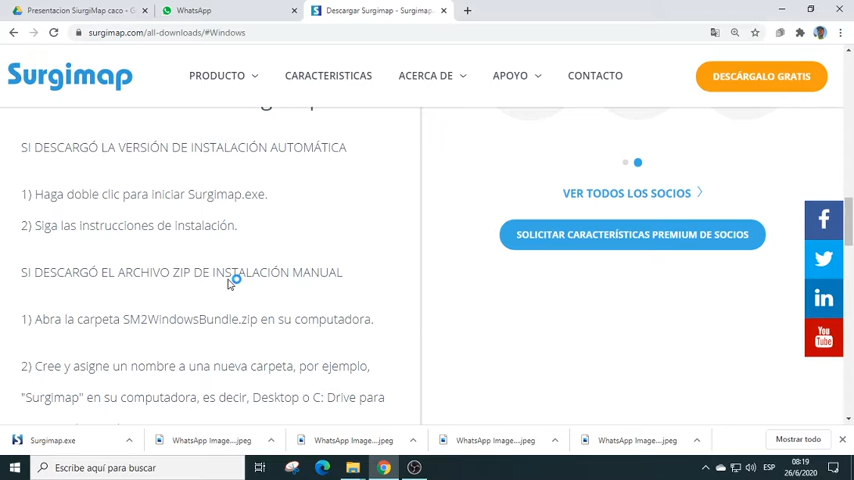 Presentacion SiurgiMap caco - G
WhatsApp
Descargar Surgimap - Surgimap.
surgimap.com/all-downloads/#Windows
Surgimap
PRODUCTO
CARACTERISTICAS
ACERCA DE
APOYO
CONTACTO
DESCÁRGALO GRATIS
SI DESCARGÓ LA VERSIÓN DE INSTALACIÓN AUTOMÁTICA
1) Haga doble clic para iniciar Surgimap.exe.
2) Siga las instrucciones de instalación.
SI DESCARGÓ EL ARCHIVO ZIP DE INSTALACIÓN MANUAL
1) Abra la carpeta SM2WindowsBundle.zip en su computadora.
2) Cree y asigne un nombre a una nueva carpeta, por ejemplo,
"Surgimap" en su computadora, es decir, Desktop o C: Drive para
VER TODOS LOS SOCIOS
SOLICITAR CARACTERÍSTICAS PREMIUM DE SOCIOS
You
Tube
Surgimap.exe
WhatsApp Image....jpeg
WhatsApp Image....jpeg
WhatsApp Image....jpeg
WhatsApp Image....jpeg
Mostrar todo
Escribe aquí para buscar
ESP
08:19
26/6/2020